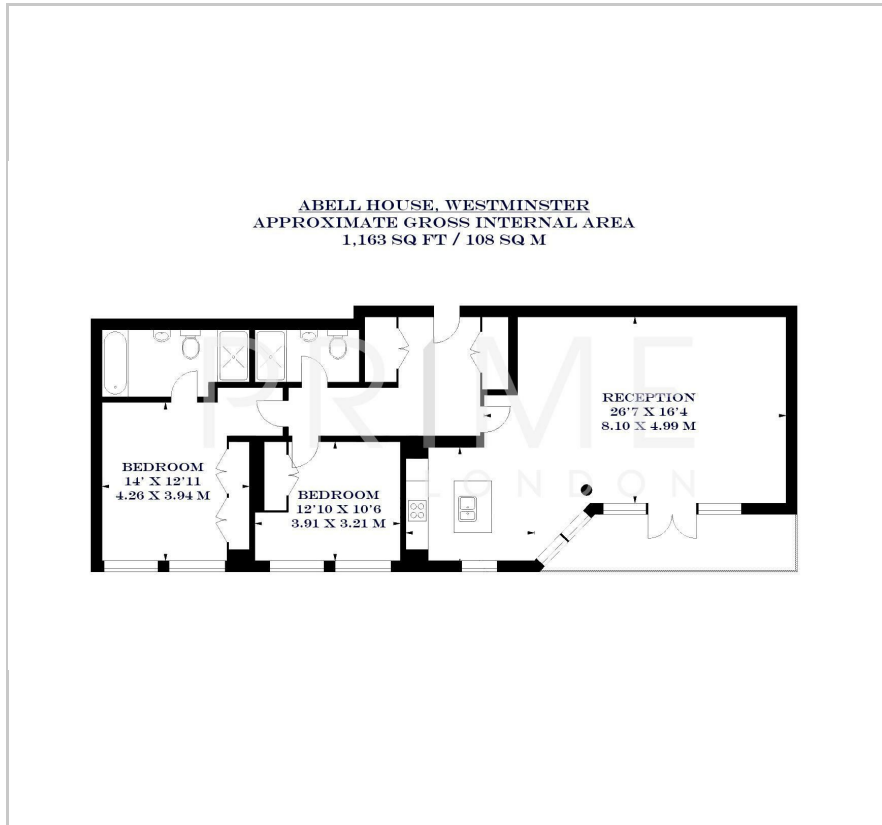 ABELL HOUSE, WESTMINSTER
APPROXIMATE GROSS INTERNAL AREA
1,163 SQ FT / 108 SQ M
PRIME
LONDON
RECEPTION
26'7 X 16'4
8.10 X 4.99 M
BEDROOM
14' X 12'11
4.26 X 3.94 M
BEDROOM
12'10 X 10'6
3.91 X 3.21 M